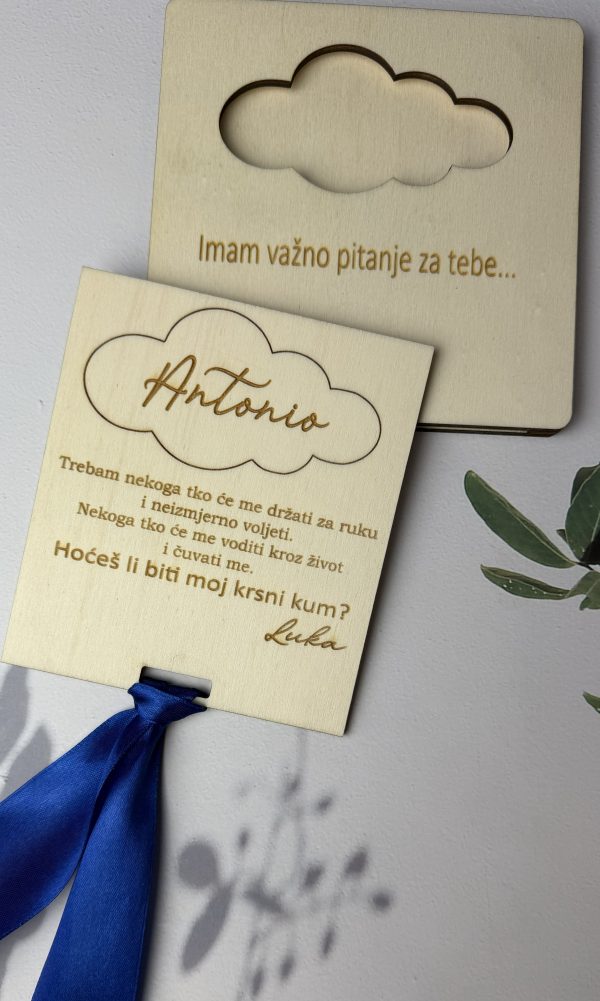 Imam važno pitanje za tebe...
Antonio
Trebam nekoga tko će me držati za ruku
i neizmjerno voljeti.
Nekoga tko će me voditi kroz život
i čuvati me.
Hoćeš li biti moj krsni kum?
Luka